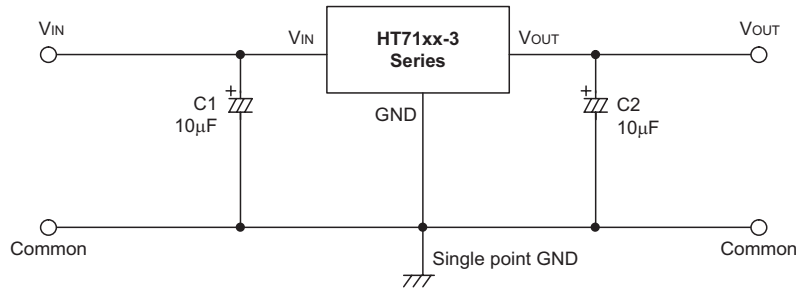 VIN
VIN
HT71xx-3
Series
VOUT
VOUT
+
C1
10μF
GND
+
C2
10μF
Common
Single point GND
Common